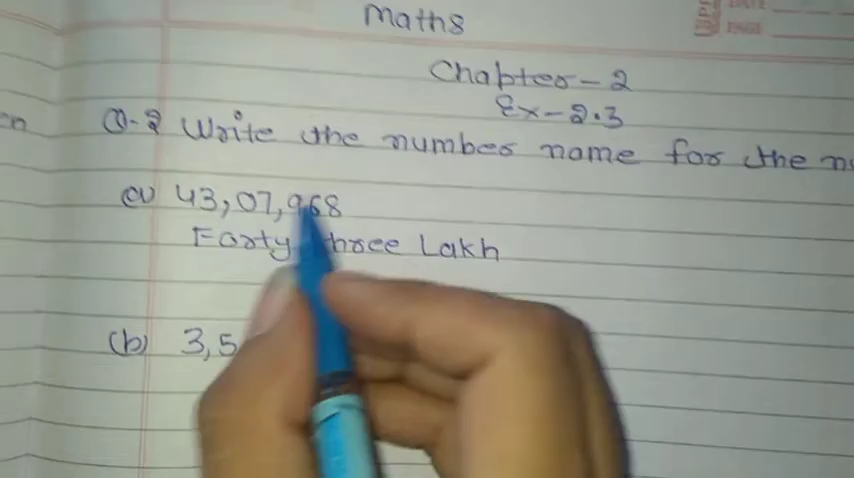 Maths
PAGE
Chapter-2
Ex-2.3
Q-2 Write the number name for the
(a) 43,07,968
Forty three Lakh
(b) 3,5